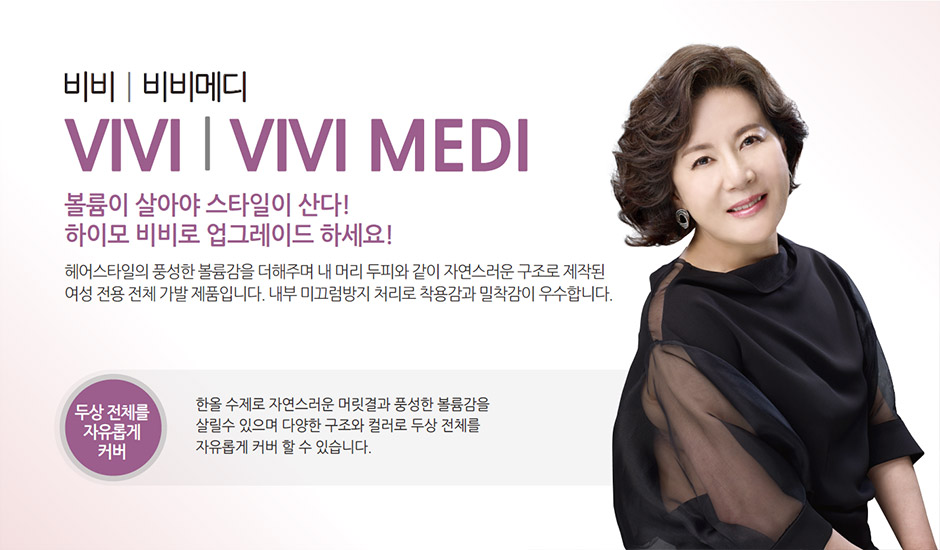 비비 | 비비메디
VIVI | VIVI MEDI
볼륨이 살아야 스타일이 산다!
하이모 비비로 업그레이드 하세요!
헤어스타일의 풍성한 볼륨감을 더해주며 내 머리 두피와 같이 자연스러운 구조로 제작된
여성 전용 전체 가발 제품입니다. 내부 미끄럼방지 처리로 착용감과 밀착감이 우수합니다.
두상 전체를
자유롭게
커버
한올 수제로 자연스러운 머릿결과 풍성한 볼륨감을
살릴수 있으며 다양한 구조와 컬러로 두상 전체를
자유롭게 커버 할 수 있습니다.